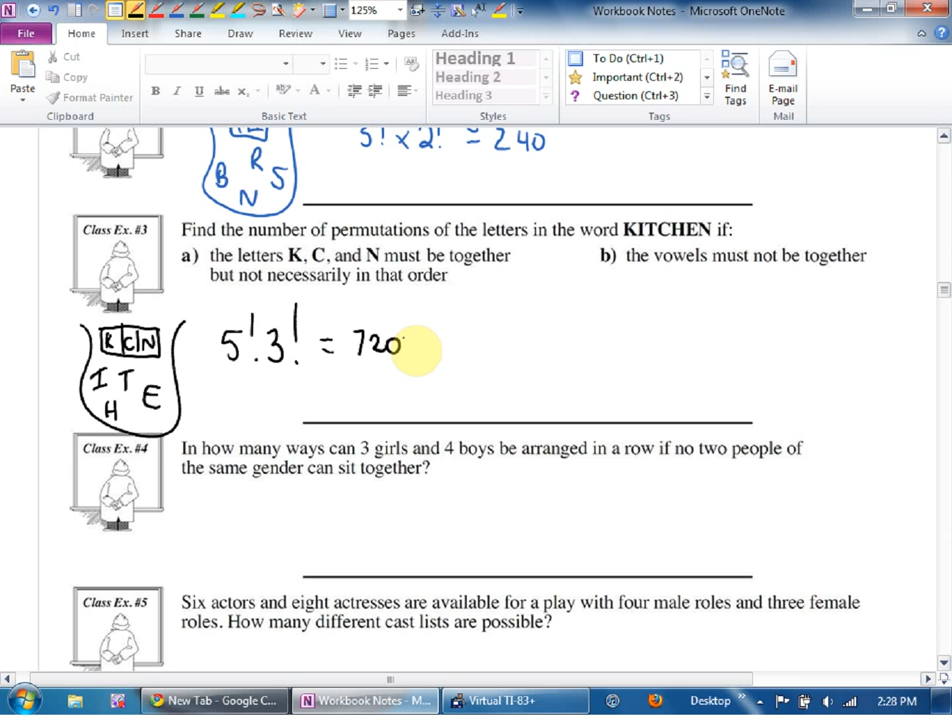 125%
Workbook Notes - Microsoft OneNote
File Home Insert Share Draw Review View Pages Add-Ins
Paste
Cut
Copy
Format Painter
Clipboard
B I U abc x₂ A
Basic Text
Heading 1
Heading 2
Heading 3
Styles
To Do (Ctrl+1)
Important (Ctrl+2)
Question (Ctrl+3)
Tags
Find Tags
E-mail Page
Mail
5! × 2! = 240
B R S
N
Class Ex. #3
Find the number of permutations of the letters in the word KITCHEN if:
a) the letters K, C, and N must be together
but not necessarily in that order
b) the vowels must not be together
K C N
I T E
H
5! 3! = 720
Class Ex. #4
In how many ways can 3 girls and 4 boys be arranged in a row if no two people of
the same gender can sit together?
Class Ex. #5
Six actors and eight actresses are available for a play with four male roles and three female
roles. How many different cast lists are possible?
New Tab - Google C...
Workbook Notes - M...
Virtual TI-83+
Desktop
2:28 PM